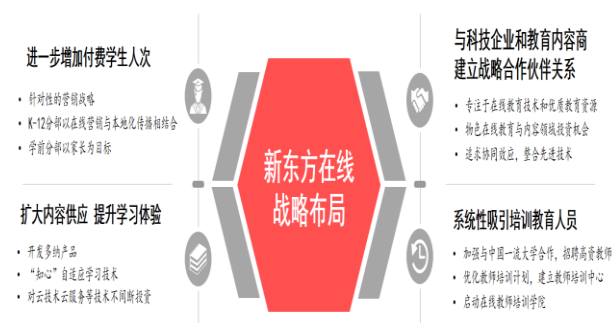 进一步增加付费学生人次
• 针对性的营销战略
• K-12分部以在线营销与本地化传播相结合
• 学前分部以家长为目标
扩大内容供应 提升学习体验
• 开发多纳产品
• “知心”自适应学习技术
• 对云技术云服务等技术不间断投资
新东方在线
战略布局
与科技企业和教育内容商
建立战略合作伙伴关系
• 专注于在线教育技术和优质教育资源
• 物色在线教育与内容领域投资机会
• 追求协同效应，整合先进技术
系统性吸引培训教育人员
• 加强与中国一流大学合作，招聘高资教师
• 优化教师培训计划，建立教师培训中心
• 启动在线教师培训学院